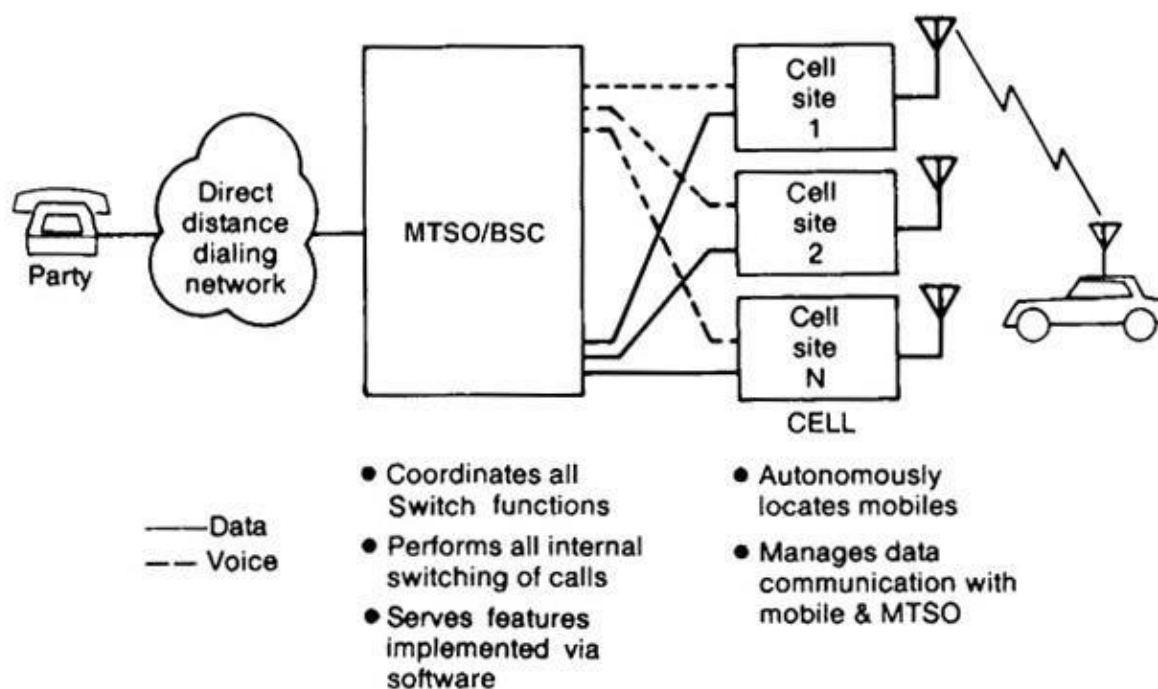 Party
Direct
distance
dialing
network
MTSO/BSC
Cell
site
1
Cell
site
2
Cell
site
N
CELL
Data
Voice
● Coordinates all
Switch functions
● Performs all internal
switching of calls
● Serves features
implemented via
software
● Autonomously
locates mobiles
● Manages data
communication with
mobile & MTSO